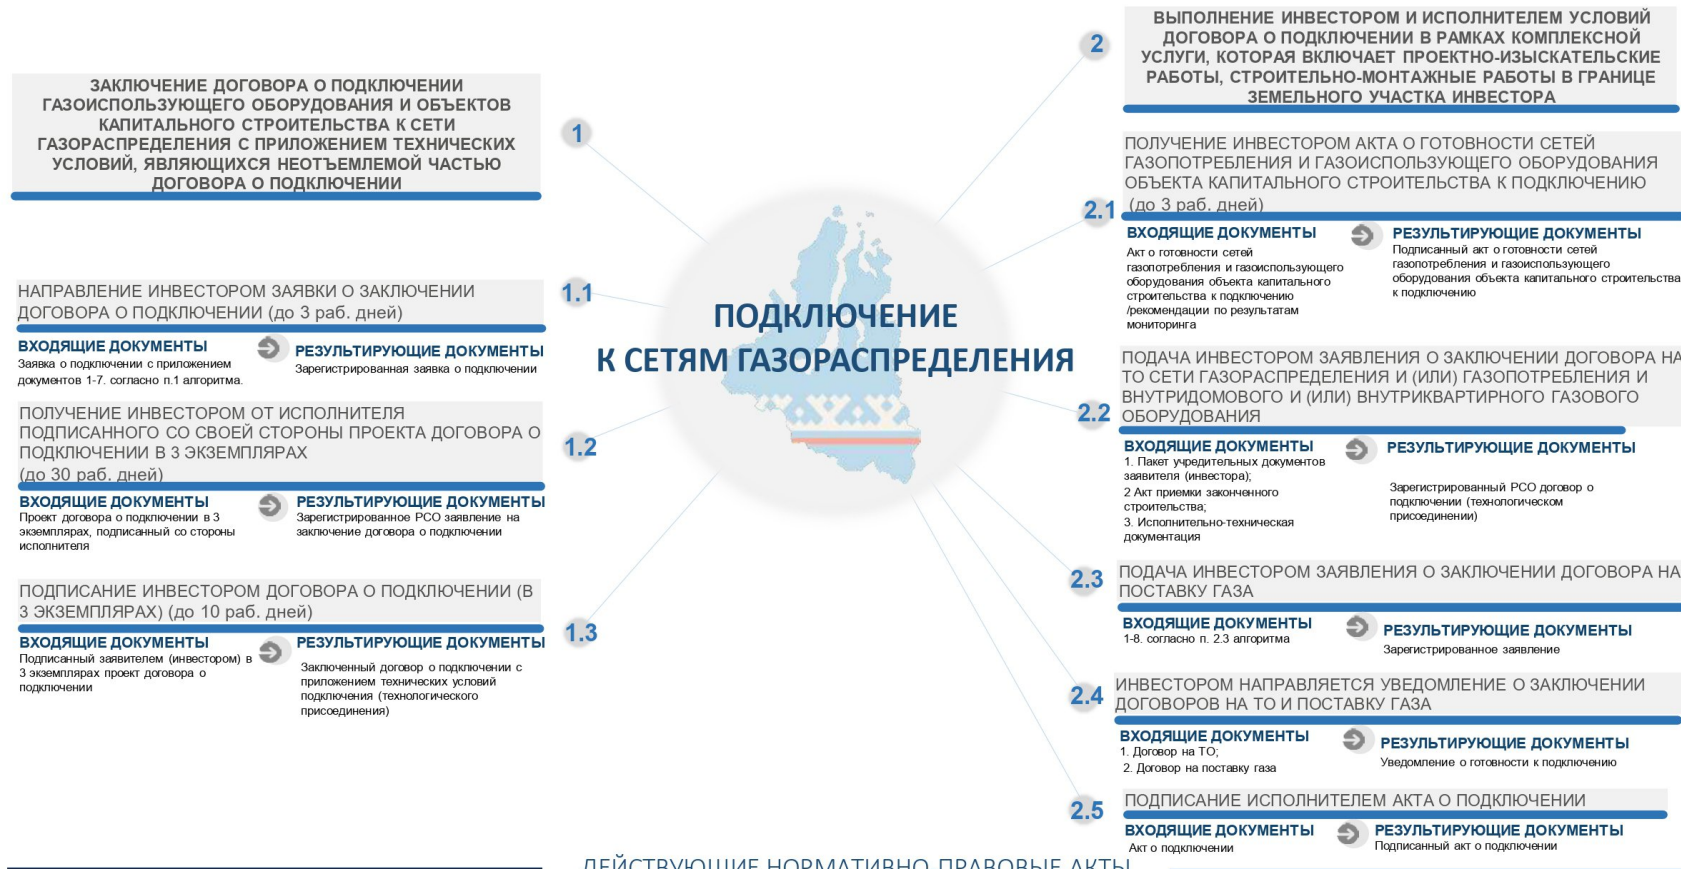 ЗАКЛЮЧЕНИЕ ДОГОВОРА О ПОДКЛЮЧЕНИИ
ГАЗОИСПОЛЬЗУЮЩЕГО ОБОРУДОВАНИЯ И ОБЪЕКТОВ
КАПИТАЛЬНОГО СТРОИТЕЛЬСТВА К СЕТИ
ГАЗОРАСПРЕДЕЛЕНИЯ С ПРИЛОЖЕНИЕМ ТЕХНИЧЕСКИХ
УСЛОВИЙ, ЯВЛЯЮЩИХСЯ НЕОТЪЕМЛЕМОЙ ЧАСТЬЮ
ДОГОВОРА О ПОДКЛЮЧЕНИИ
1
НАПРАВЛЕНИЕ ИНВЕСТОРОМ ЗАЯВКИ О ЗАКЛЮЧЕНИИ
ДОГОВОРА О ПОДКЛЮЧЕНИИ (до 3 раб. дней)
1.1
ВХОДЯЩИЕ ДОКУМЕНТЫ
Заявка о подключении с приложением
документов 1-7. согласно п.1 алгоритма.
РЕЗУЛЬТИРУЮЩИЕ ДОКУМЕНТЫ
Зарегистрированная заявка о подключении
ПОЛУЧЕНИЕ ИНВЕСТОРОМ ОТ ИСПОЛНИТЕЛЯ
ПОДПИСАННОГО СО СВОЕЙ СТОРОНЫ ПРОЕКТА ДОГОВОРА О
ПОДКЛЮЧЕНИИ В 3 ЭКЗЕМПЛЯРАХ
(до 30 раб. дней)
1.2
ВХОДЯЩИЕ ДОКУМЕНТЫ
Проект договора о подключении в 3
экземплярах, подписанный со стороны
исполнителя
РЕЗУЛЬТИРУЮЩИЕ ДОКУМЕНТЫ
Зарегистрированное РСО заявление на
заключение договора о подключении
ПОДПИСАНИЕ ИНВЕСТОРОМ ДОГОВОРА О ПОДКЛЮЧЕНИИ (В
3 ЭКЗЕМПЛЯРАХ) (до 10 раб. дней)
1.3
ВХОДЯЩИЕ ДОКУМЕНТЫ
Подписанный заявителем (инвестором) в
3 экземплярах проект договора о
подключении
РЕЗУЛЬТИРУЮЩИЕ ДОКУМЕНТЫ
Заключенный договор о подключении с
приложением технических условий
подключения (технологического
присоединения)
ПОДКЛЮЧЕНИЕ
К СЕТЯМ ГАЗОРАСПРЕДЕЛЕНИЯ
2
ВЫПОЛНЕНИЕ ИНВЕСТОРОМ И ИСПОЛНИТЕЛЕМ УСЛОВИЙ
ДОГОВОРА О ПОДКЛЮЧЕНИИ В РАМКАХ КОМПЛЕКСНОЙ
УСЛУГИ, КОТОРАЯ ВКЛЮЧАЕТ ПРОЕКТНО-ИЗЫСКАТЕЛЬСКИЕ
РАБОТЫ, СТРОИТЕЛЬНО-МОНТАЖНЫЕ РАБОТЫ В ГРАНИЦЕ
ЗЕМЕЛЬНОГО УЧАСТКА ИНВЕСТОРА
ПОЛУЧЕНИЕ ИНВЕСТОРОМ АКТА О ГОТОВНОСТИ СЕТЕЙ
ГАЗОПОТРЕБЛЕНИЯ И ГАЗОИСПОЛЬЗУЮЩЕГО ОБОРУДОВАНИЯ
ОБЪЕКТА КАПИТАЛЬНОГО СТРОИТЕЛЬСТВА К ПОДКЛЮЧЕНИЮ
(до 3 раб. дней)
2.1
ВХОДЯЩИЕ ДОКУМЕНТЫ
Акт о готовности сетей
газопотребления и газоиспользующего
оборудования объекта капитального
строительства к подключению
/рекомендации по результатам
мониторинга
РЕЗУЛЬТИРУЮЩИЕ ДОКУМЕНТЫ
Подписанный акт о готовности сетей
газопотребления и газоиспользующего
оборудования объекта капитального строительства
к подключению
ПОДАЧА ИНВЕСТОРОМ ЗАЯВЛЕНИЯ О ЗАКЛЮЧЕНИИ ДОГОВОРА НА
ТО СЕТИ ГАЗОРАСПРЕДЕЛЕНИЯ И (ИЛИ) ГАЗОПОТРЕБЛЕНИЯ И
ВНУТРИДОМОВОГО И (ИЛИ) ВНУТРИКВАРТИРНОГО ГАЗОВОГО
ОБОРУДОВАНИЯ
2.2
ВХОДЯЩИЕ ДОКУМЕНТЫ
1. Пакет учредительных документов
заявителя (инвестора);
2 Акт приемки законченного
строительства;
3. Исполнительно-техническая
документация
РЕЗУЛЬТИРУЮЩИЕ ДОКУМЕНТЫ
Зарегистрированный РСО договор о
подключении (технологическом
присоединении)
2.3
ПОДАЧА ИНВЕСТОРОМ ЗАЯВЛЕНИЯ О ЗАКЛЮЧЕНИИ ДОГОВОРА НА
ПОСТАВКУ ГАЗА
ВХОДЯЩИЕ ДОКУМЕНТЫ
1-8. согласно п. 2.3 алгоритма
РЕЗУЛЬТИРУЮЩИЕ ДОКУМЕНТЫ
Зарегистрированное заявление
2.4
ИНВЕСТОРОМ НАПРАВЛЯЕТСЯ УВЕДОМЛЕНИЕ О ЗАКЛЮЧЕНИИ
ДОГОВОРОВ НА ТО И ПОСТАВКУ ГАЗА
ВХОДЯЩИЕ ДОКУМЕНТЫ
1. Договор на ТО;
2. Договор на поставку газа
РЕЗУЛЬТИРУЮЩИЕ ДОКУМЕНТЫ
Уведомление о готовности к подключению
2.5
ПОДПИСАНИЕ ИСПОЛНИТЕЛЕМ АКТА О ПОДКЛЮЧЕНИИ
ВХОДЯЩИЕ ДОКУМЕНТЫ
Акт о подключении
РЕЗУЛЬТИРУЮЩИЕ ДОКУМЕНТЫ
Подписанный акт о подключении
ДЕЙСТВУЮЩИЕ НОРМАТИВНО-ПРАВОВЫЕ АКТЫ